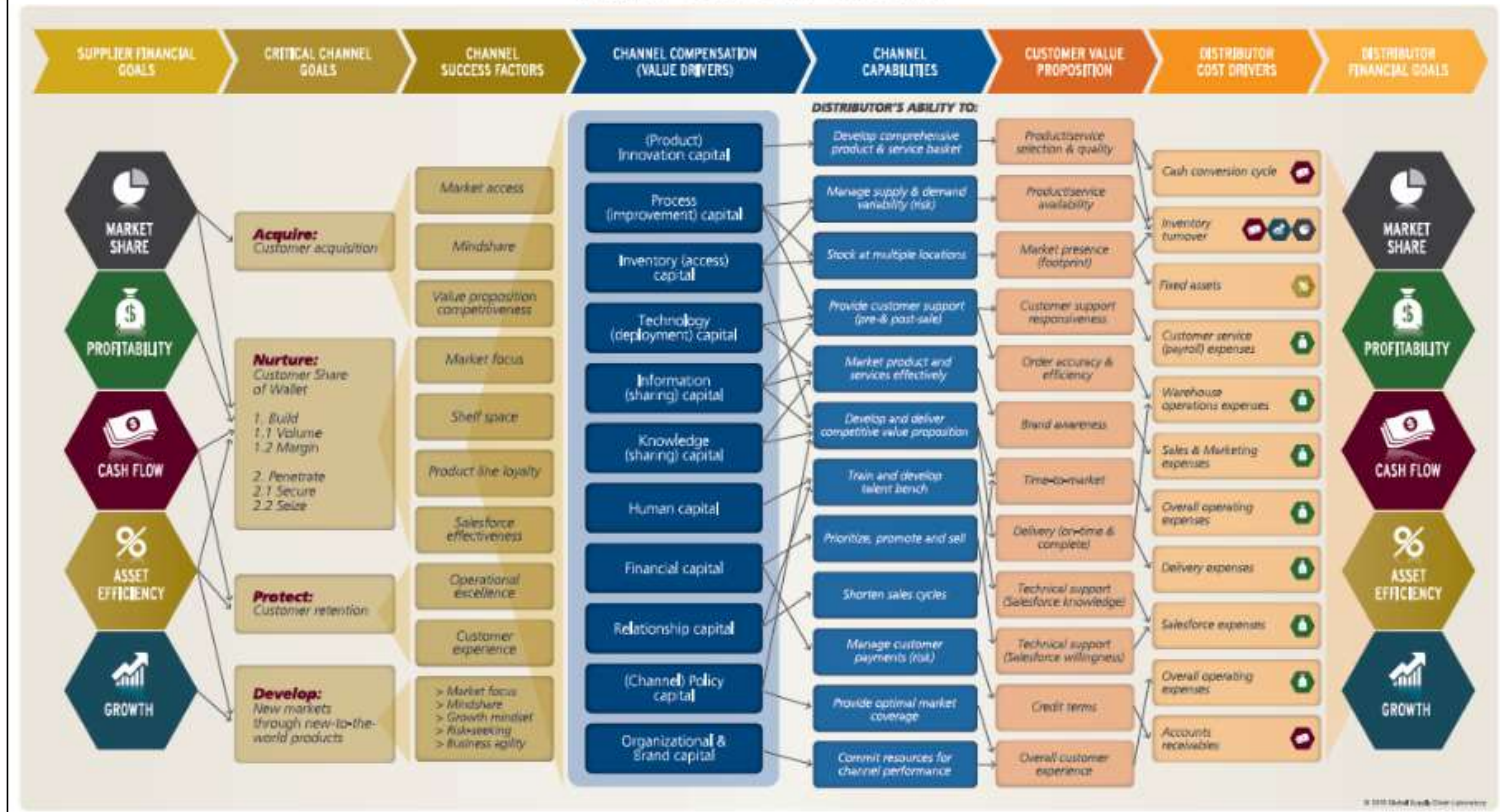 SUPPLIER FINANCIAL
GOALS
CRITICAL CHANNEL
GOALS
CHANNEL
SUCCESS FACTORS
CHANNEL COMPENSATION
(VALUE DRIVERS)
CHANNEL
CAPABILITIES
CUSTOMER VALUE
PROPOSITION
DISTRIBUTOR
COST DRIVERS
DISTRIBUTOR
FINANCIAL GOALS
MARKET
SHARE
$
PROFITABILITY
$
CASH FLOW
%
ASSET
EFFICIENCY
GROWTH
Acquire:
Customer acquisition
Nurture:
Customer Share
of Wallet
1. Build
1.1 Volume
1.2 Margin
2. Penetrate
2.1 Secure
2.2 Seize
Protect:
Customer retention
Develop:
New markets
through new-to-the-
world products
Market access
Mindshare
Value proposition
competitiveness
Market focus
Shelf space
Product line loyalty
Salesforce
effectiveness
Operational
excellence
Customer
experience
> Market focus
> Mindshare
> Growth mindset
> Risk-seeking
> Business agility
(Product)
Innovation capital
Process
(improvement) capital
Inventory (access)
capital
Technology
(deployment) capital
Information
(sharing) capital
Knowledge
(sharing) capital
Human capital
Financial capital
Relationship capital
(Channel) Policy
capital
Organizational &
Brand capital
DISTRIBUTOR'S ABILITY TO:
Develop comprehensive
product & service basket
Manage supply & demand
variability (risk)
Stock at multiple locations
Provide customer support
(pre-& post-sale)
Market product and
services effectively
Develop and deliver
competitive value proposition
Train and develop
talent bench
Prioritize, promote and sell
Shorten sales cycles
Manage customer
payments (risk)
Provide optimal market
coverage
Commit resources for
channel performance
Product/service
selection & quality
Product/service
availability
Market presence
(footprint)
Customer support
responsiveness
Order accuracy &
efficiency
Brand awareness
Time-to-market
Delivery (on-time &
complete)
Technical support
(Salesforce knowledge)
Technical support
(Salesforce willingness)
Credit terms
Overall customer
experience
Cash conversion cycle
Inventory
turnover
Fixed assets
Customer service
(payroll) expenses
Warehouse
operations expenses
Sales & Marketing
expenses
Overall operating
expenses
Delivery expenses
Salesforce expenses
Overall operating
expenses
Accounts
receivables
MARKET
SHARE
$
PROFITABILITY
$
CASH FLOW
%
ASSET
EFFICIENCY
GROWTH
Global Supply Chain Laboratory